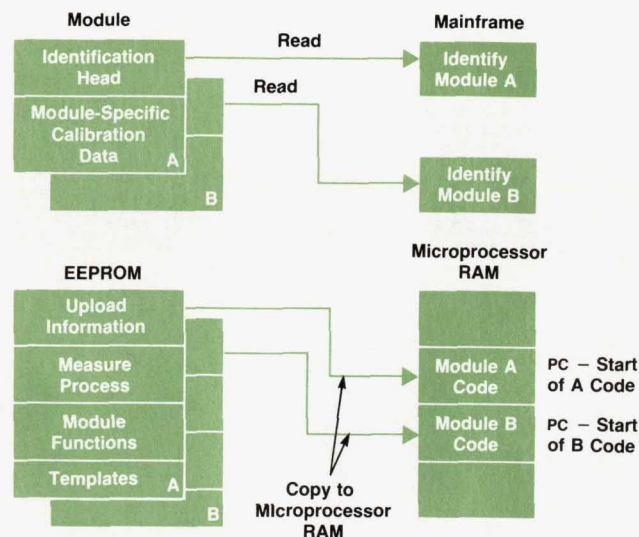 Module
Mainframe
Identification
Head
Read
Identify
Module A
Module-Specific
Calibration
Data
A
Read
B
Identify
Module B
EEPROM
Microprocessor
RAM
Upload
Information
Measure
Process
Module
Functions
Templates
A
B
Module A
Code
PC – Start
of A Code
Module B
Code
PC – Start
of B Code
Copy to
MIcroprocessor
RAM